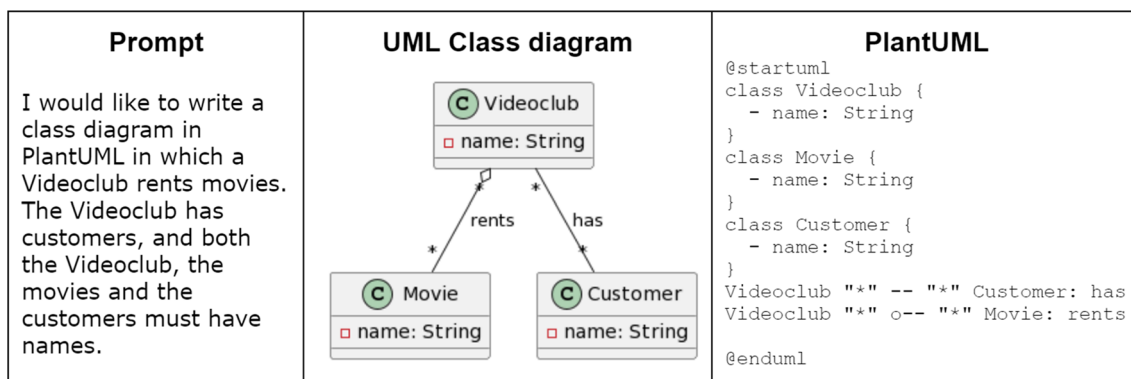 Prompt
I would like to write a
class diagram in
PlantUML in which a
Videoclub rents movies.
The Videoclub has
customers, and both
the Videoclub, the
movies and the
customers must have
names.
UML Class diagram
C Videoclub
name: String
*
*
rents
has
*
*
C Movie
name: String
C Customer
name: String
PlantUML
@startuml
class Videoclub {
- name: String
}
class Movie {
- name: String
}
class Customer {
- name: String
}
Videoclub "*" -- "*" Customer: has
Videoclub "*" o-- "*" Movie: rents
@enduml